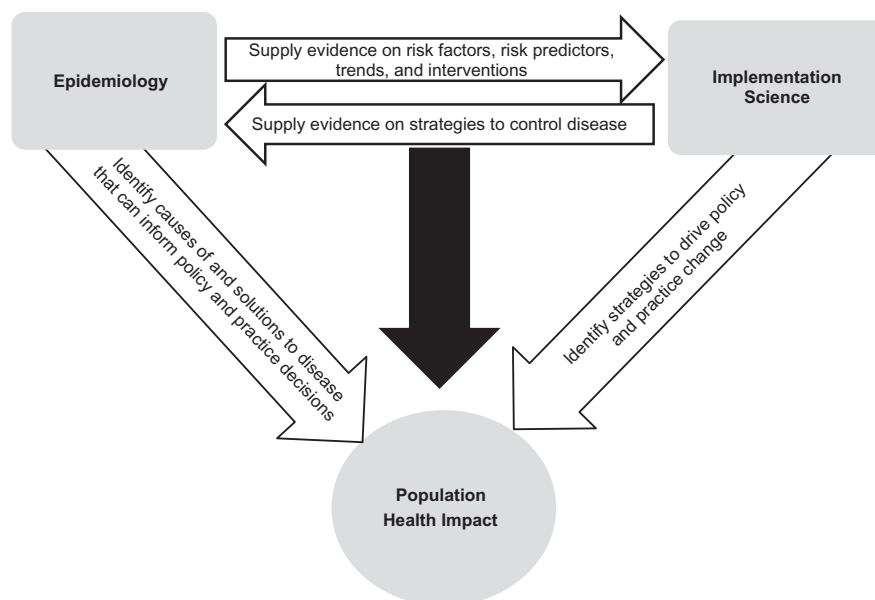 Epidemiology
Supply evidence on risk factors, risk predictors,
trends, and interventions
Implementation
Science
Supply evidence on strategies to control disease
Identify causes of and solutions to disease
that can inform policy and practice decisions
Identify strategies to drive policy
and practice change
Population
Health Impact